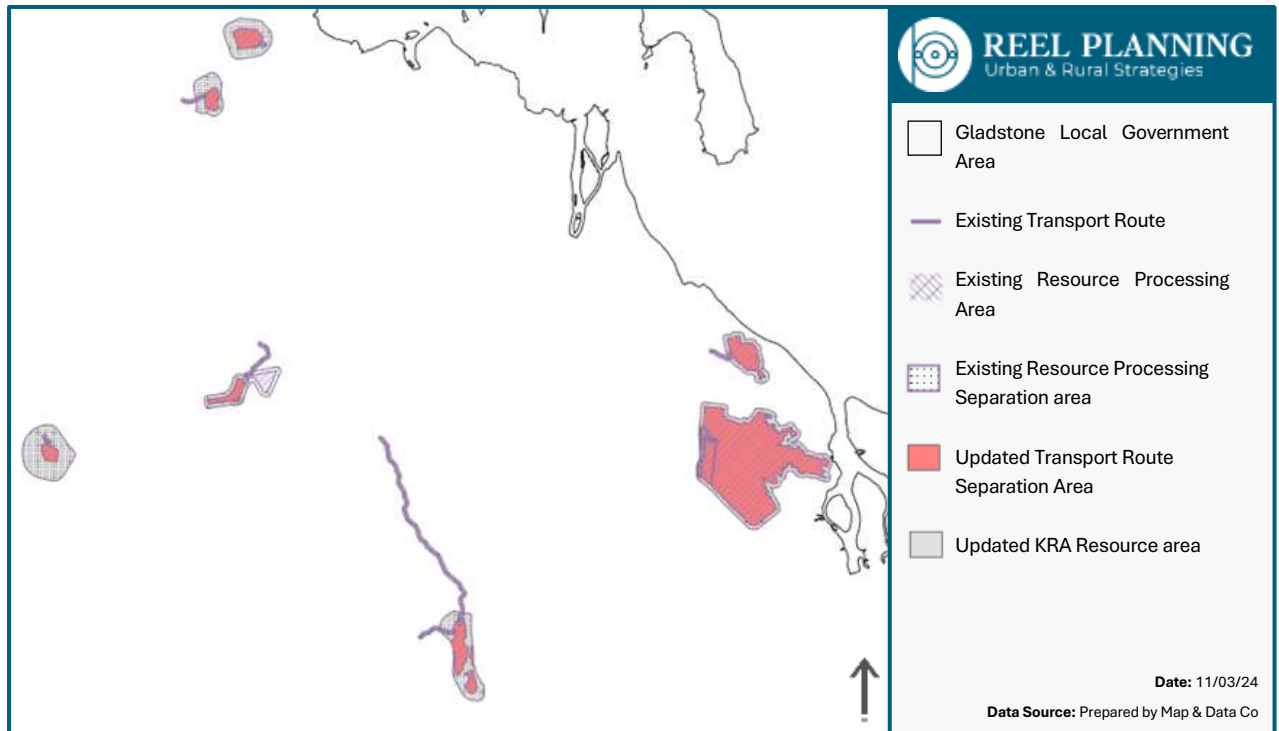 REEL PLANNING
Urban & Rural Strategies
Gladstone Local Government
Area
Existing Transport Route
Existing Resource Processing
Area
Existing Resource Processing
Separation area
Updated Transport Route
Separation Area
Updated KRA Resource area
Date: 11/03/24
Data Source: Prepared by Map & Data Co